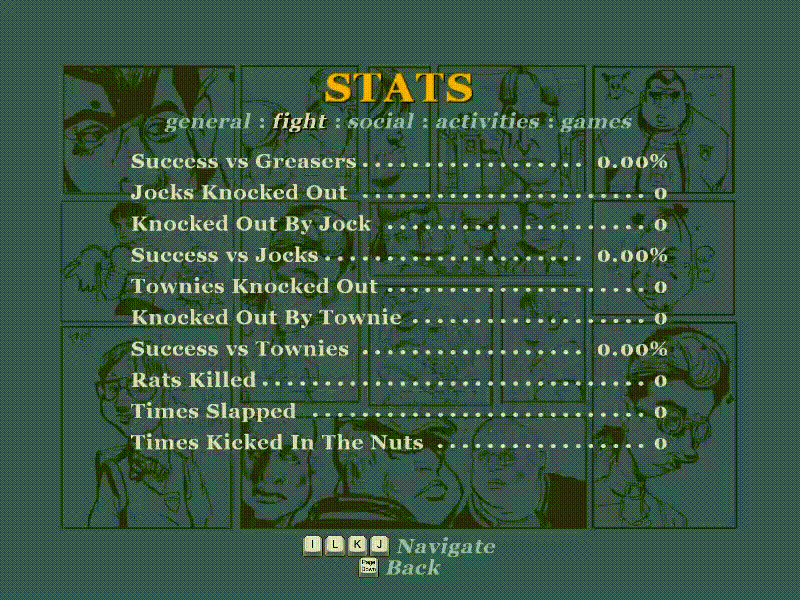 STATS
general : fight : social : activities : games
Success vs Greasers . . . . . . . . . . . . . . . . . . 0.00%
Jocks Knocked Out . . . . . . . . . . . . . . . . . . . . . . . 0
Knocked Out By Jock . . . . . . . . . . . . . . . . . . . . . 0
Success vs Jocks . . . . . . . . . . . . . . . . . . . . . 0.00%
Townies Knocked Out . . . . . . . . . . . . . . . . . . . . . 0
Knocked Out By Townie . . . . . . . . . . . . . . . . . . . 0
Success vs Townies . . . . . . . . . . . . . . . . . . 0.00%
Rats Killed . . . . . . . . . . . . . . . . . . . . . . . . . . . . . . . 0
Times Slapped . . . . . . . . . . . . . . . . . . . . . . . . . . . 0
Times Kicked In The Nuts . . . . . . . . . . . . . . . . . 0
I L K J Navigate
Page Down Back